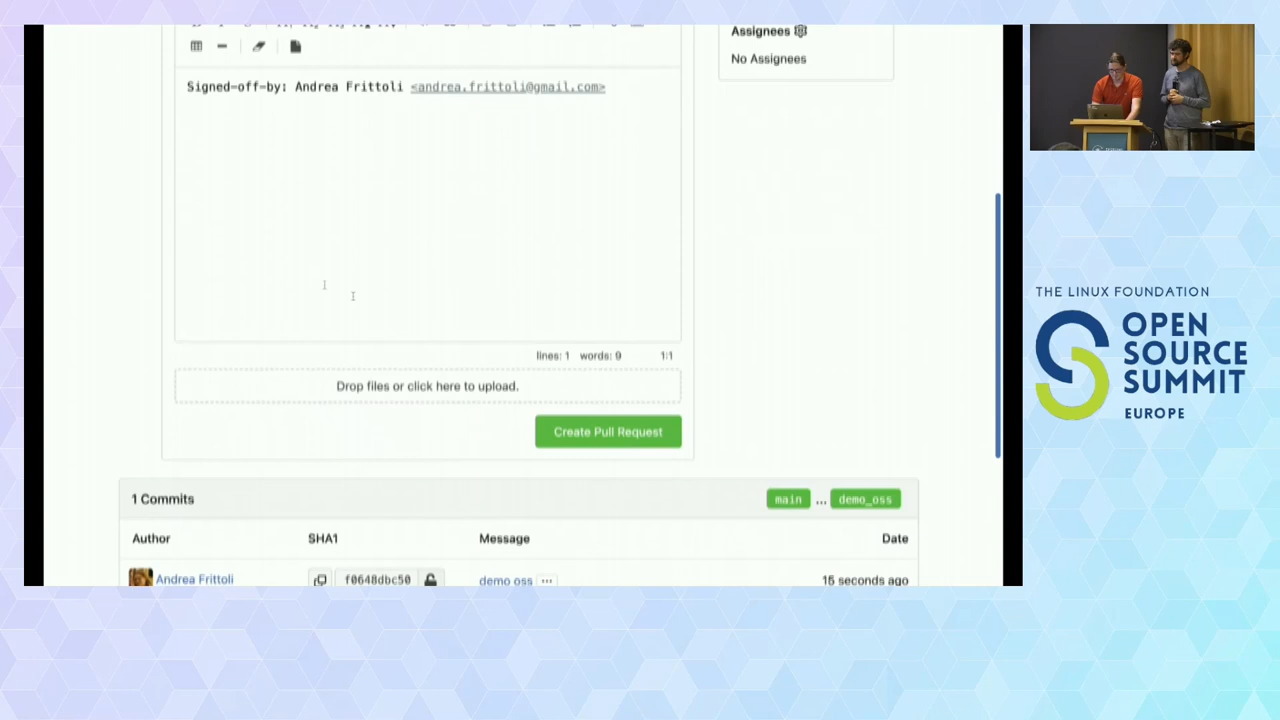 Assignees
No Assignees
Signed-off-by: Andrea Frittoli <andrea.frittoli@gmail.com>
lines: 1 words: 9 1:1
Drop files or click here to upload.
Create Pull Request
1 Commits
main ... demo_oss
Author SHA1 Message Date
Andrea Frittoli f0648dbc50 demo oss ... 15 seconds ago
THE LINUX FOUNDATION
OPEN
SOURCE
SUMMIT
EUROPE